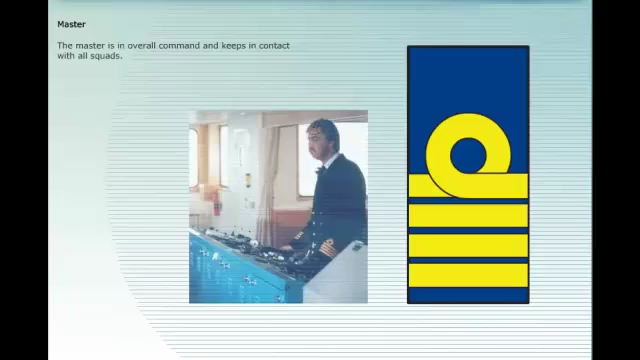 Master
The master is in overall command and keeps in contact
with all squads.